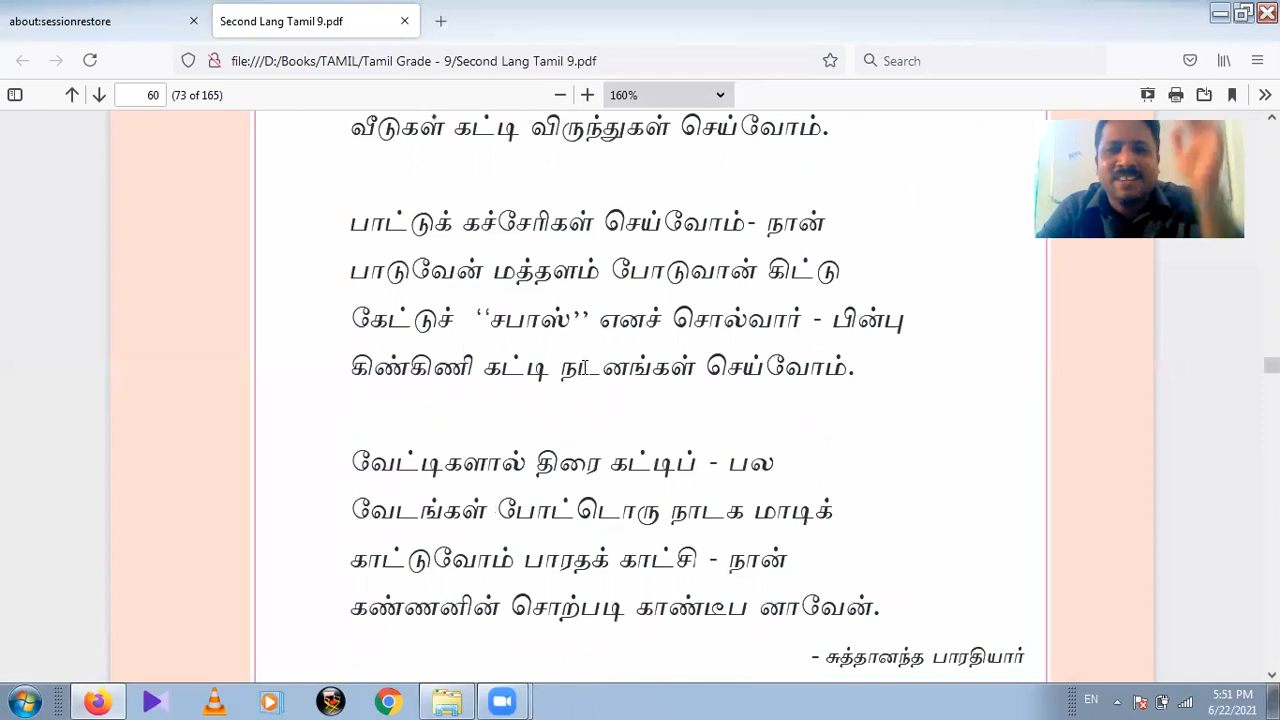 about:sessionrestore
Second Lang Tamil 9.pdf
file:///D:/Books/TAMIL/Tamil Grade - 9/Second Lang Tamil 9.pdf
Search
60 (73 of 165)
160%
வீடுகள் கட்டி விருந்துகள் செய்வோம்.
பாட்டுக் கச்சேரிகள் செய்வோம்- நான்
பாடுவேன் மத்தளம் போடுவான் கிட்டு
கேட்டுச் ‘‘சபாஸ்’’ எனச் சொல்வார் - பின்பு
கிண்கிணி கட்டி நடனங்கள் செய்வோம்.
வேட்டிகளால் திரை கட்டிப் - பல
வேடங்கள் போட்டொரு நாடக மாடிக்
காட்டுவோம் பாரதக் காட்சி - நான்
கண்ணனின் சொற்படி காண்டீப னாவேன்.
- சுத்தானந்த பாரதியார்
EN
5:51 PM
6/22/2021